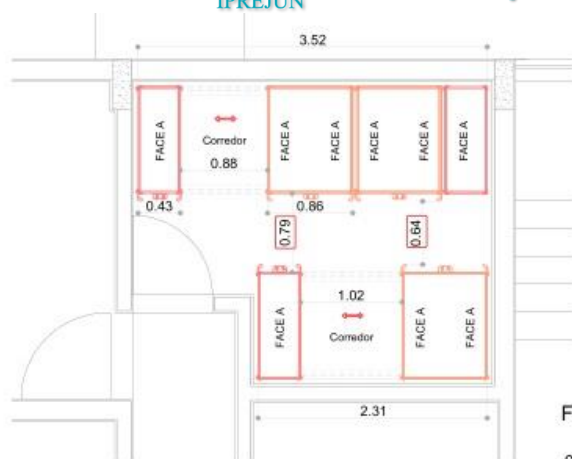 IPREJUN
3.52
FACE A
Corredor
0.88
FACE A
FACE A
FACE A
FACE A
FACE A
0.43
0.86
0.79
0.64
FACE A
1.02
Corredor
FACE A
FACE A
2.31
F